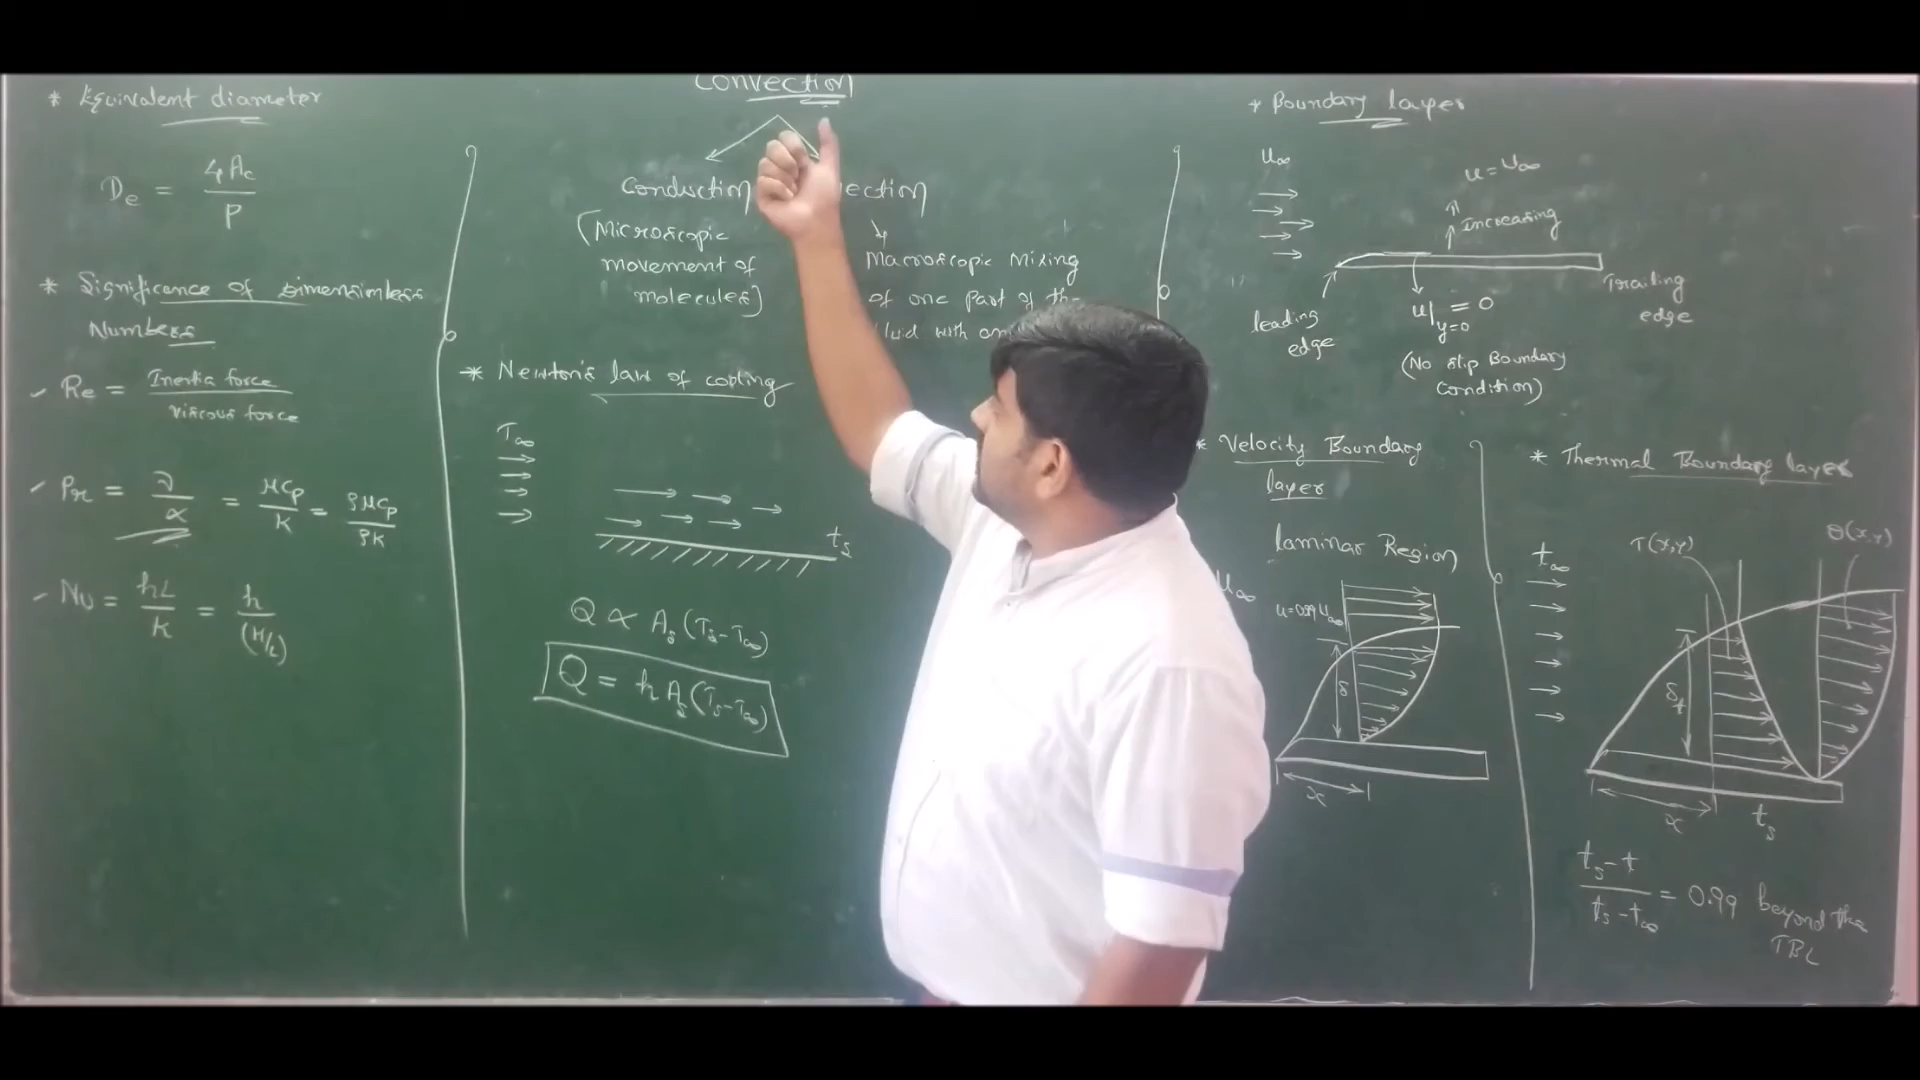 * Equivalent diameter
De = 4Ac / P
* Significance of Dimensionless
Numbers
Re = Inertia force / viscous force
Pr = ν / α = μCp / K = ρμCp / ρK
Nu = hL / K = h / (K/L)
Convection
Conduction
ection
(Microscopic
movement of
molecules)
Macroscopic Mixing
of one part of
with
* Newton's law of cooling
T∞
ts
Q ∝ As (Ts - T∞)
Q = h As (Ts - T∞)
* Boundary layer
u∞
u = u∞
Increasing
leading
edge
Trailing
edge
u|y=0 = 0
(No slip Boundary
Condition)
* Velocity Boundary
layer
laminar Region
u∞
u=0.99 u∞
δ
x
* Thermal Boundary layer
t∞
T(x,y)
θ(x,y)
δt
x
ts
ts - t / ts - t∞ = 0.99 beyond the
TBL